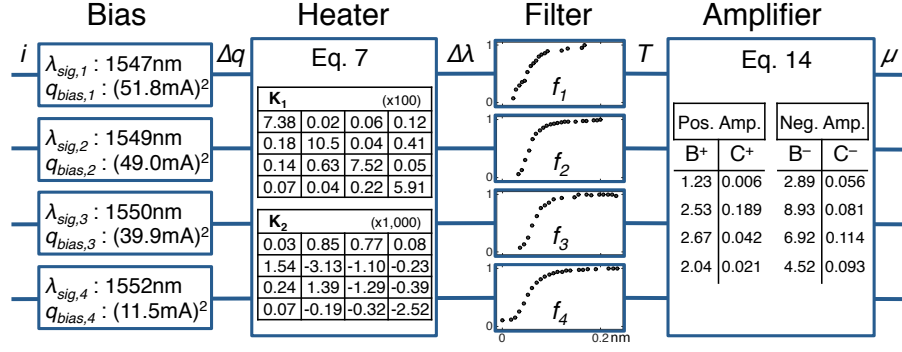 Bias Heater Filter Amplifier
i Δq Δλ T μ
λsig,1 : 1547nm
qbias,1 : (51.8mA)²
λsig,2 : 1549nm
qbias,2 : (49.0mA)²
λsig,3 : 1550nm
qbias,3 : (39.9mA)²
λsig,4 : 1552nm
qbias,4 : (11.5mA)²
Eq. 7
K₁ (x100)
7.38 0.02 0.06 0.12
0.18 10.5 0.04 0.41
0.14 0.63 7.52 0.05
0.07 0.04 0.22 5.91
K₂ (x1,000)
0.03 0.85 0.77 0.08
1.54 -3.13 -1.10 -0.23
0.24 1.39 -1.29 -0.39
0.07 -0.19 -0.32 -2.52
1
f₁
0
1
f₂
0
1
f₃
0
1
f₄
0
0 0.2nm
Eq. 14
Pos. Amp. Neg. Amp.
B⁺ C⁺ B⁻ C⁻
1.23 0.006 2.89 0.056
2.53 0.189 8.93 0.081
2.67 0.042 6.92 0.114
2.04 0.021 4.52 0.093